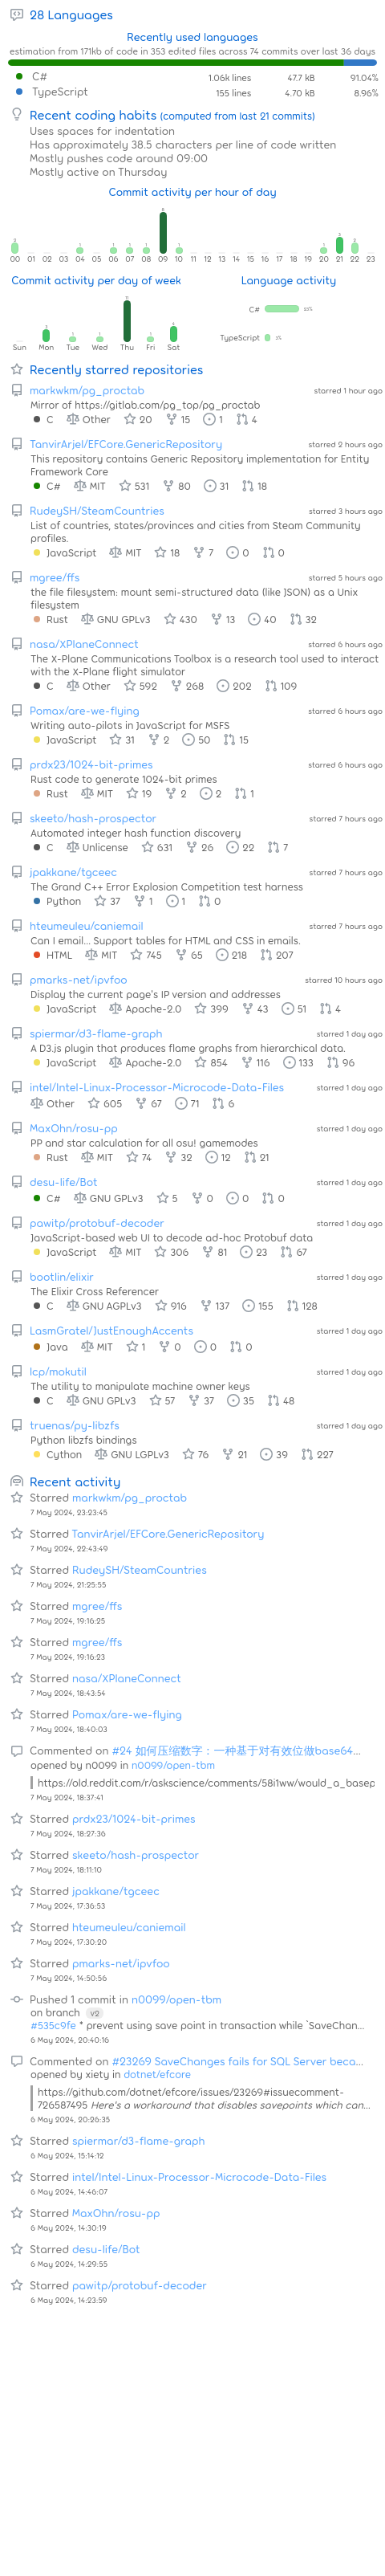 28 Languages
Recently used languages
estimation from 171kb of code in 353 edited files across 74 commits over last 36 days
C# 1.06k lines 47.7 kB 91.04%
TypeScript 155 lines 4.70 kB 8.96%
Recent coding habits (computed from last 21 commits)
Uses spaces for indentation
Has approximately 38.5 characters per line of code written
Mostly pushes code around 09:00
Mostly active on Thursday
Commit activity per hour of day
00 01 02 03 04 05 06 07 08 09 10 11 12 13 14 15 16 17 18 19 20 21 22 23
Commit activity per day of week
Language activity
C#
TypeScript
Sun Mon Tue Wed Thu Fri Sat
Recently starred repositories
markwkm/pg_proctab starred 1 hour ago
Mirror of https://gitlab.com/pg_top/pg_proctab
C Other 20 15 1 4
TanvirArjel/EFCore.GenericRepository starred 2 hours ago
This repository contains Generic Repository implementation for Entity
Framework Core
C# MIT 531 80 31 18
RudeySH/SteamCountries starred 3 hours ago
List of countries, states/provinces and cities from Steam Community
profiles.
JavaScript MIT 18 7 0 0
mgree/ffs starred 5 hours ago
the file filesystem: mount semi-structured data (like JSON) as a Unix
filesystem
Rust GNU GPLv3 430 13 40 32
nasa/XPlaneConnect starred 6 hours ago
The X-Plane Communications Toolbox is a research tool used to interact
with the X-Plane flight simulator
C Other 592 268 202 109
Pomax/are-we-flying starred 6 hours ago
Writing auto-pilots in JavaScript for MSFS
JavaScript 31 2 50 15
prdx23/1024-bit-primes starred 6 hours ago
Rust code to generate 1024-bit primes
Rust MIT 19 2 2 1
skeeto/hash-prospector starred 7 hours ago
Automated integer hash function discovery
C Unlicense 631 26 22 7
jpakkane/tgceec starred 7 hours ago
The Grand C++ Error Explosion Competition test harness
Python 37 1 1 0
hteumeuleu/caniemail starred 7 hours ago
Can I email… Support tables for HTML and CSS in emails.
HTML MIT 745 65 218 207
pmarks-net/ipvfoo starred 10 hours ago
Display the current page's IP version and addresses
JavaScript Apache-2.0 399 43 51 4
spiermar/d3-flame-graph starred 1 day ago
A D3.js plugin that produces flame graphs from hierarchical data.
JavaScript Apache-2.0 854 116 133 96
intel/Intel-Linux-Processor-Microcode-Data-Files starred 1 day ago
Other 605 67 71 6
MaxOhn/rosu-pp starred 1 day ago
PP and star calculation for all osu! gamemodes
Rust MIT 74 32 12 21
desu-life/Bot starred 1 day ago
C# GNU GPLv3 5 0 0 0
pawitp/protobuf-decoder starred 1 day ago
JavaScript-based web UI to decode ad-hoc Protobuf data
JavaScript MIT 306 81 23 67
bootlin/elixir starred 1 day ago
The Elixir Cross Referencer
C GNU AGPLv3 916 137 155 128
LasmGratel/JustEnoughAccents starred 1 day ago
Java MIT 1 0 0 0
lcp/mokutil starred 1 day ago
The utility to manipulate machine owner keys
C GNU GPLv3 57 37 35 48
truenas/py-libzfs starred 1 day ago
Python libzfs bindings
Cython GNU LGPLv3 76 21 39 227
Recent activity
Starred markwkm/pg_proctab
7 May 2024, 23:23:45
Starred TanvirArjel/EFCore.GenericRepository
7 May 2024, 22:43:49
Starred RudeySH/SteamCountries
7 May 2024, 21:25:55
Starred mgree/ffs
7 May 2024, 19:16:25
Starred mgree/ffs
7 May 2024, 19:16:23
Starred nasa/XPlaneConnect
7 May 2024, 18:43:54
Starred Pomax/are-we-flying
7 May 2024, 18:40:03
Commented on #24 如何压缩数字：一种基于对有效位做base64…
opened by n0099 in n0099/open-tbm
https://old.reddit.com/r/askscience/comments/58i1ww/would_a_basep
7 May 2024, 18:37:41
Starred prdx23/1024-bit-primes
7 May 2024, 18:27:36
Starred skeeto/hash-prospector
7 May 2024, 18:11:10
Starred jpakkane/tgceec
7 May 2024, 17:36:53
Starred hteumeuleu/caniemail
7 May 2024, 17:30:20
Starred pmarks-net/ipvfoo
7 May 2024, 14:50:56
Pushed 1 commit in n0099/open-tbm
on branch v2
#535c9fe * prevent using save point in transaction while `SaveChan…
6 May 2024, 20:40:16
Commented on #23269 SaveChanges fails for SQL Server beca…
opened by xiety in dotnet/efcore
https://github.com/dotnet/efcore/issues/23269#issuecomment-
726587495 Here's a workaround that disables savepoints which can…
6 May 2024, 20:26:35
Starred spiermar/d3-flame-graph
6 May 2024, 15:14:12
Starred intel/Intel-Linux-Processor-Microcode-Data-Files
6 May 2024, 14:46:07
Starred MaxOhn/rosu-pp
6 May 2024, 14:30:19
Starred desu-life/Bot
6 May 2024, 14:29:55
Starred pawitp/protobuf-decoder
6 May 2024, 14:23:59